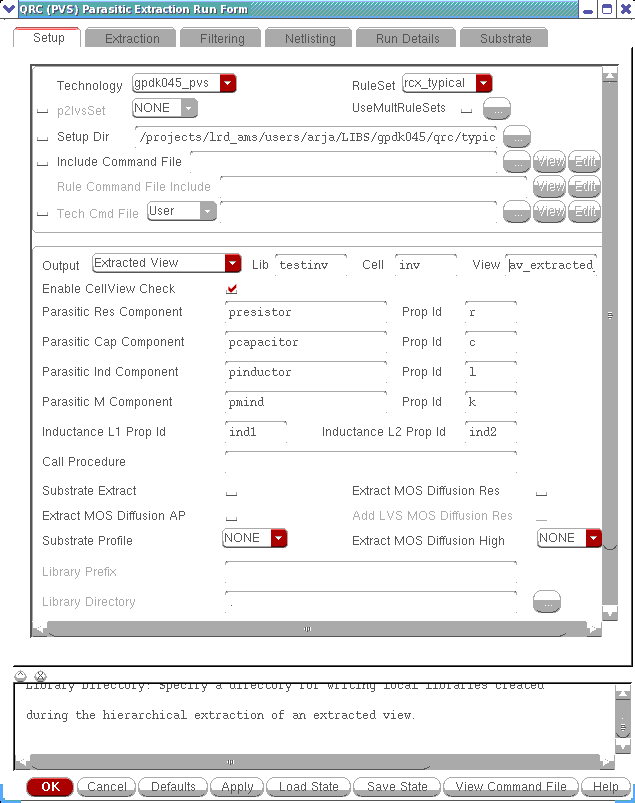 QRC (PVS) Parasitic Extraction Run Form
Setup Extraction Filtering Netlisting Run Details Substrate
Technology gpdk045_pvs RuleSet rcx_typical
p2lvsSet NONE UseMultRuleSets ...
Setup Dir /projects/lrd_ams/users/arja/LIBS/gpdk045/qrc/typic ...
Include Command File ... View Edit
Rule Command File Include View Edit
Tech Cmd File User ... View Edit
Output Extracted View Lib testinv Cell inv View av_extracted_
Enable CellView Check
Parasitic Res Component presistor Prop Id r
Parasitic Cap Component pcapacitor Prop Id c
Parasitic Ind Component pinductor Prop Id l
Parasitic M Component pmind Prop Id k
Inductance L1 Prop Id ind1 Inductance L2 Prop Id ind2
Call Procedure
Substrate Extract Extract MOS Diffusion Res
Extract MOS Diffusion AP Add LVS MOS Diffusion Res
Substrate Profile NONE Extract MOS Diffusion High NONE
Library Prefix
Library Directory . ...
Library Directory: Specify a directory for writing local libraries created
during the hierarchical extraction of an extracted view.
OK Cancel Defaults Apply Load State Save State View Command File Help